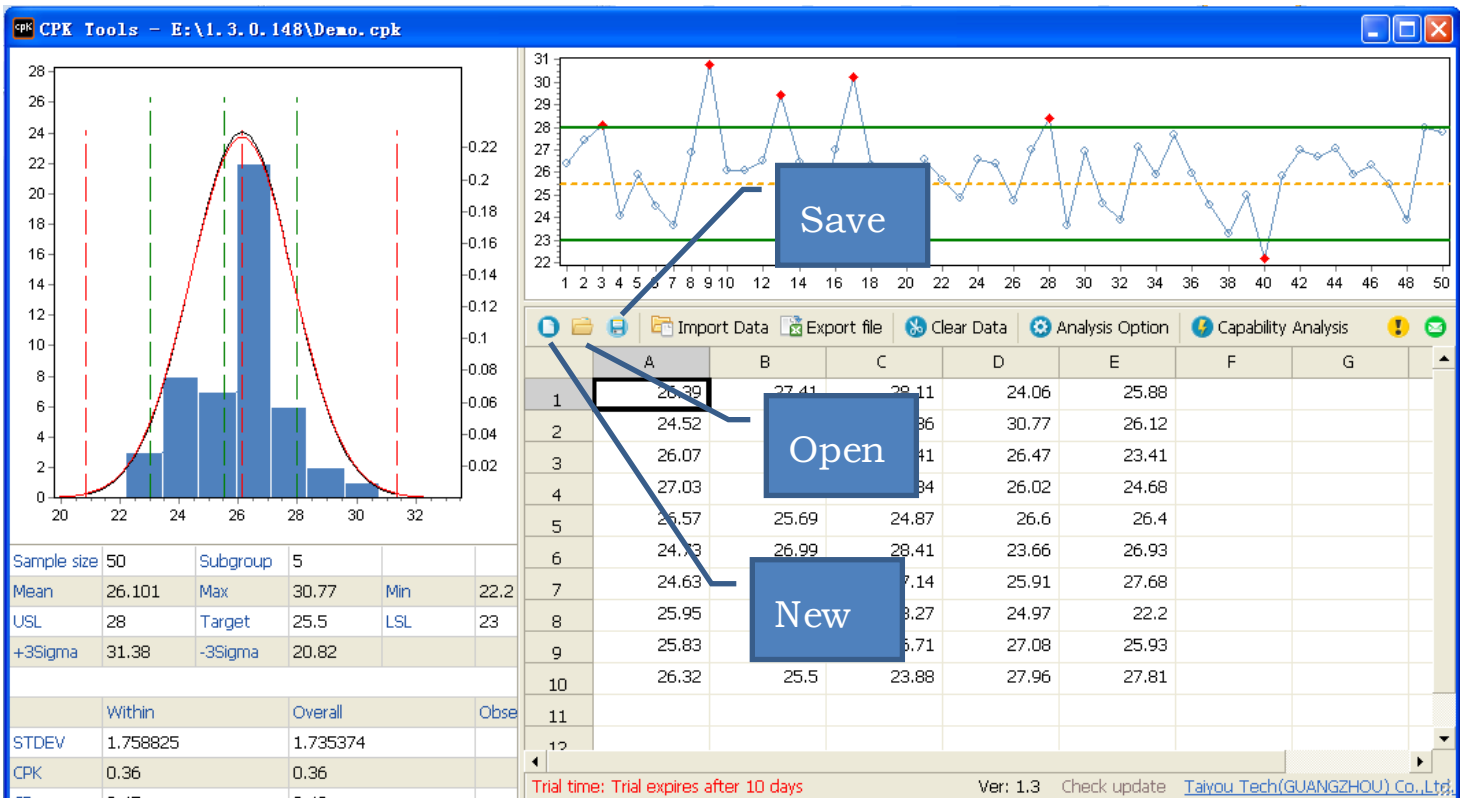 CPK Tools - E:\1.3.0.148\Demo.cpk
28
26
24
22
20
18
16
14
12
10
8
6
4
2
0
0.22
0.2
0.18
0.16
0.14
0.12
0.1
0.08
0.06
0.04
0.02
20 22 24 26 28 30 32
31
30
29
28
27
26
25
24
23
22
1 2 3 4 5 6 7 8 9 10 12 14 16 18 20 22 24 26 28 30 32 34 36 38 40 42 44 46 48 50
Save
Import Data Export file Clear Data Analysis Option Capability Analysis
A B C D E F G
1 26.39 27.41 28.11 24.06 25.88
2 24.52 30.77 26.12
3 26.07 26.47 23.41
4 27.03 26.02 24.68
5 26.57 25.69 24.87 26.6 26.4
6 24.73 26.99 28.41 23.66 26.93
7 24.63 25.91 27.68
8 25.95 24.97 22.2
9 25.83 27.08 25.93
10 26.32 25.5 23.88 27.96 27.81
11
12
Open
New
Sample size 50 Subgroup 5
Mean 26.101 Max 30.77 Min 22.2
USL 28 Target 25.5 LSL 23
+3Sigma 31.38 -3Sigma 20.82
Within Overall Obse
STDEV 1.758825 1.735374
CPK 0.36 0.36
Trial time: Trial expires after 10 days Ver: 1.3 Check update Taiyou Tech(GUANGZHOU) Co.,Ltd.